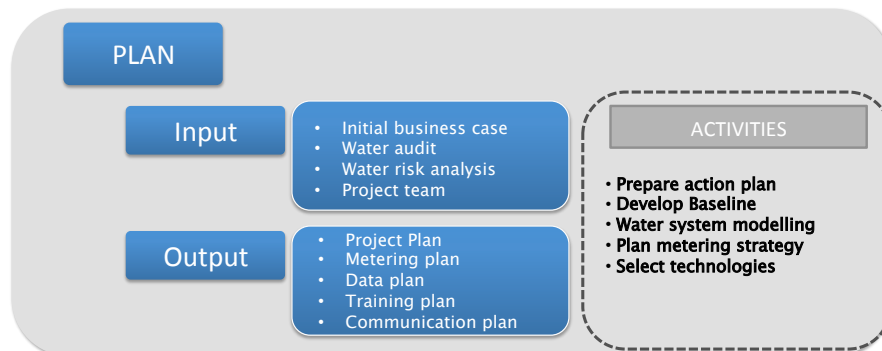 PLAN
Input
• Initial business case
• Water audit
• Water risk analysis
• Project team
Output
• Project Plan
• Metering plan
• Data plan
• Training plan
• Communication plan
ACTIVITIES
• Prepare action plan
• Develop Baseline
• Water system modelling
• Plan metering strategy
• Select technologies